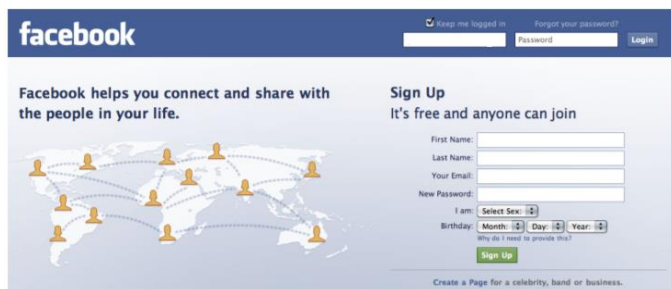 facebook
Keep me logged in
Forgot your password?
Password
Login
Facebook helps you connect and share with
the people in your life.
Sign Up
It's free and anyone can join
First Name:
Last Name:
Your Email:
New Password:
I am: Select Sex:
Birthday: Month: Day: Year:
Why do I need to provide this?
Sign Up
Create a Page for a celebrity, band or business.